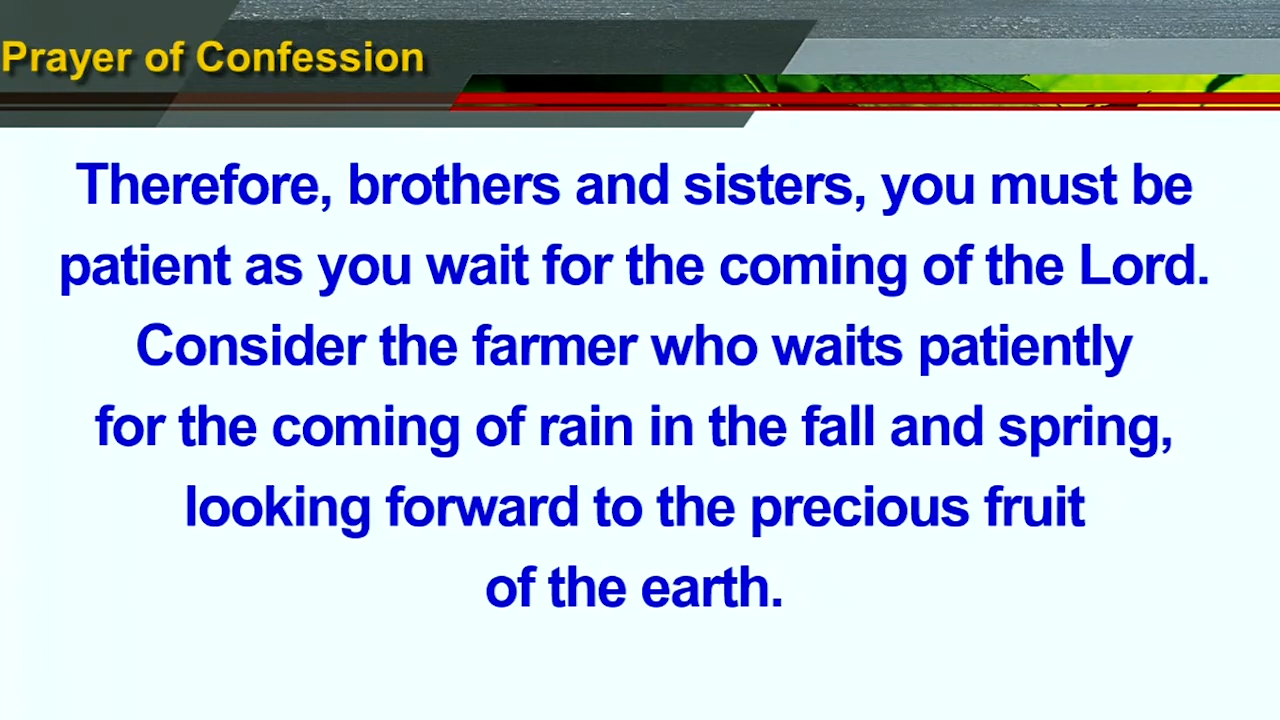 Prayer of Confession
Therefore, brothers and sisters, you must be
patient as you wait for the coming of the Lord.
Consider the farmer who waits patiently
for the coming of rain in the fall and spring,
looking forward to the precious fruit
of the earth.